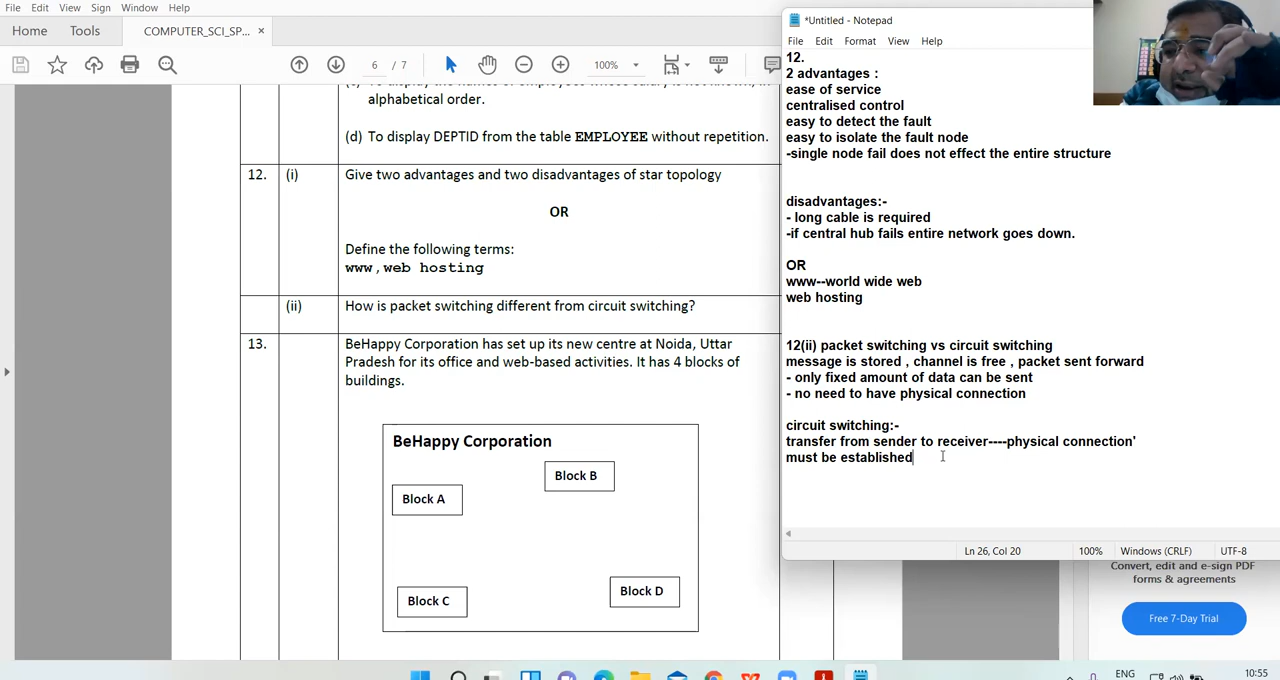 File Edit View Sign Window Help
Home Tools COMPUTER_SCI_SP... ×
6 / 7 100%
alphabetical order.
(d) To display DEPTID from the table EMPLOYEE without repetition.
12. (i) Give two advantages and two disadvantages of star topology
OR
Define the following terms:
www , web hosting
(ii) How is packet switching different from circuit switching?
13. BeHappy Corporation has set up its new centre at Noida, Uttar
Pradesh for its office and web-based activities. It has 4 blocks of
buildings.
BeHappy Corporation
Block B
Block A
Block D
Block C
*Untitled - Notepad
File Edit Format View Help
12.
2 advantages :
ease of service
centralised control
easy to detect the fault
easy to isolate the fault node
-single node fail does not effect the entire structure
disadvantages:-
- long cable is required
-if central hub fails entire network goes down.
OR
www--world wide web
web hosting
12(ii) packet switching vs circuit switching
message is stored , channel is free , packet sent forward
- only fixed amount of data can be sent
- no need to have physical connection
circuit switching:-
transfer from sender to receiver----physical connection'
must be established
Ln 26, Col 20 100% Windows (CRLF) UTF-8
Convert, edit and e-sign PDF
forms & agreements
Free 7-Day Trial
ENG 10:55